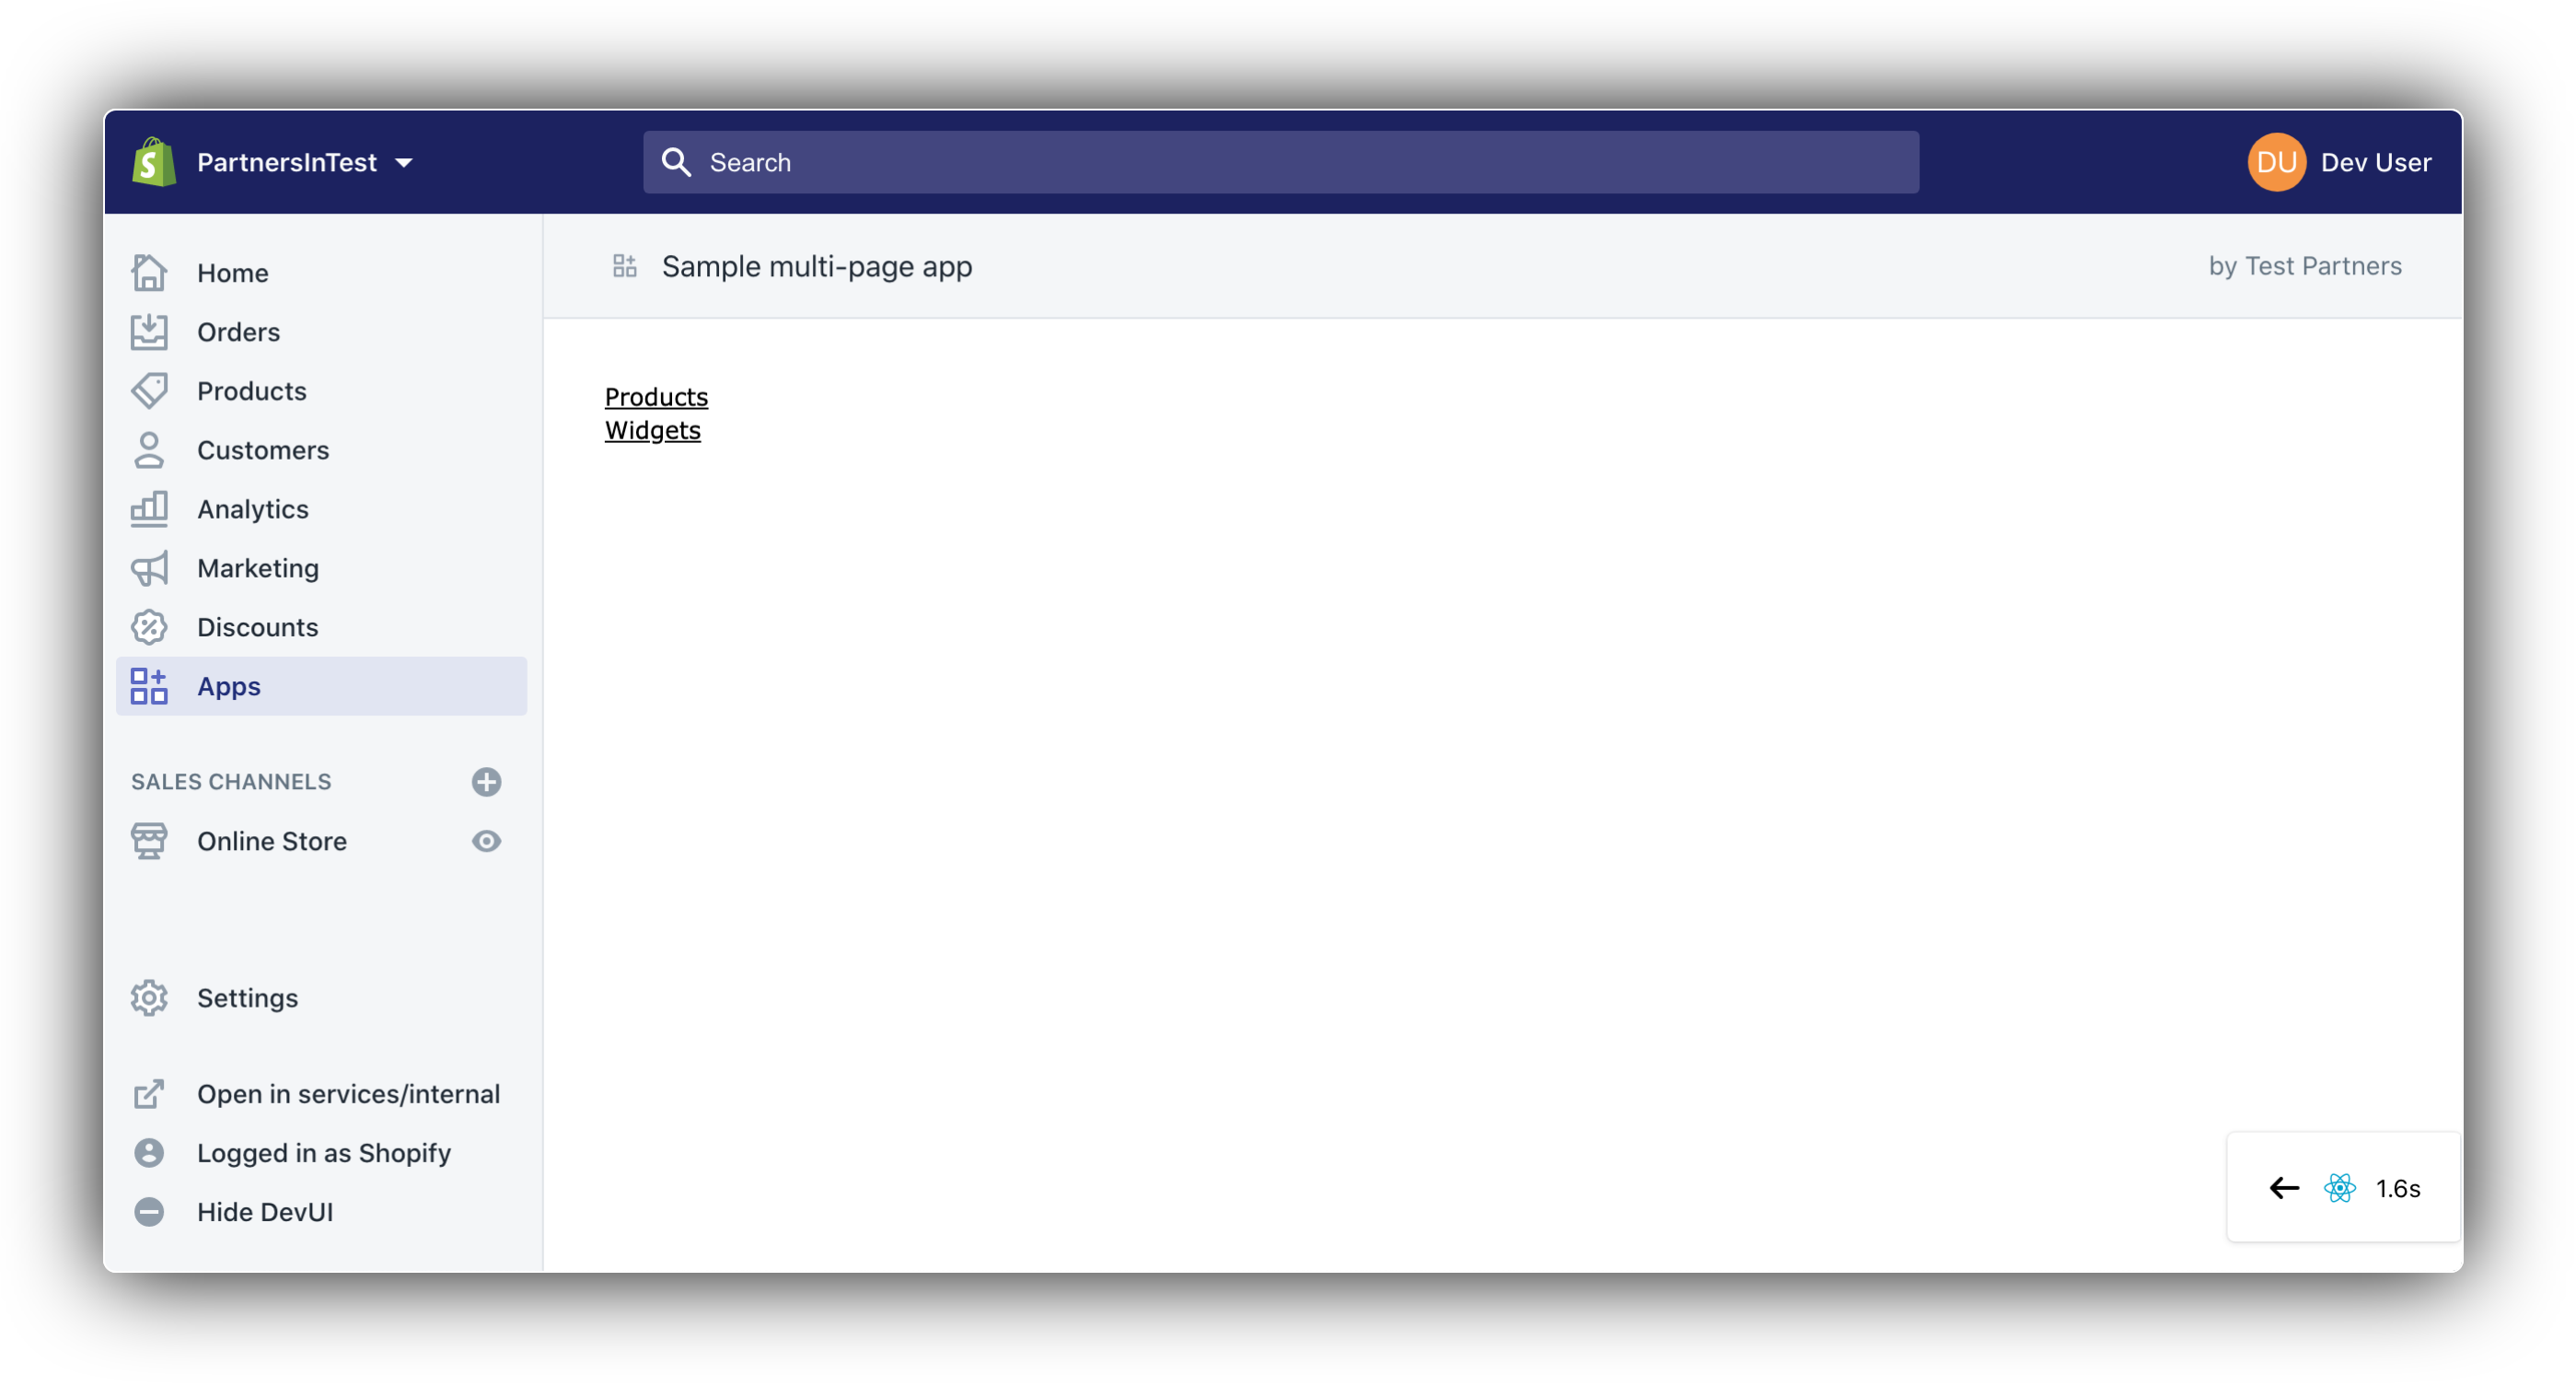 PartnersInTest
Search
DU Dev User
Home
Orders
Products
Customers
Analytics
Marketing
Discounts
Apps
SALES CHANNELS
Online Store
Settings
Open in services/internal
Logged in as Shopify
Hide DevUI
Sample multi-page app
by Test Partners
Products
Widgets
1.6s